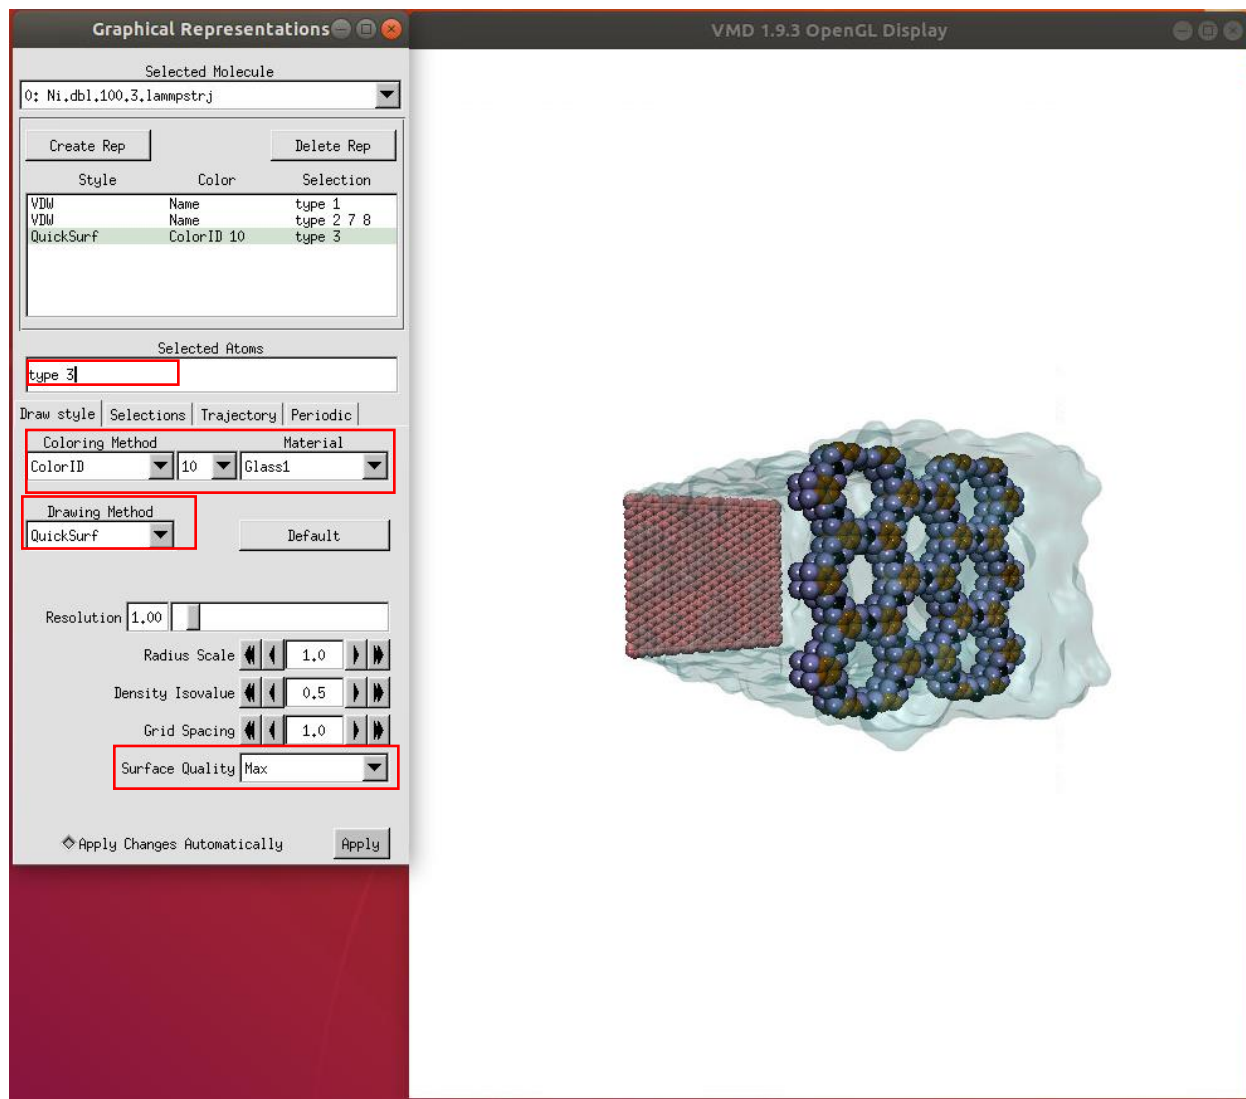 Graphical Representations
VMD 1.9.3 OpenGL Display
Selected Molecule
0: Ni.dbl.100.3.lammpstrj
Create Rep Delete Rep
Style Color Selection
VDW Name type 1
VDW Name type 2 7 8
QuickSurf ColorID 10 type 3
Selected Atoms
type 3
Draw style Selections Trajectory Periodic
Coloring Method Material
ColorID 10 Glass1
Drawing Method
QuickSurf Default
Resolution 1.00
Radius Scale 1.0
Density Isovalue 0.5
Grid Spacing 1.0
Surface Quality Max
Apply Changes Automatically Apply